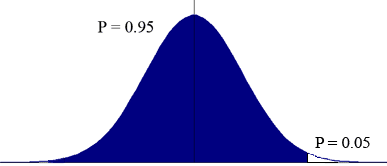 P = 0.95
P = 0.05